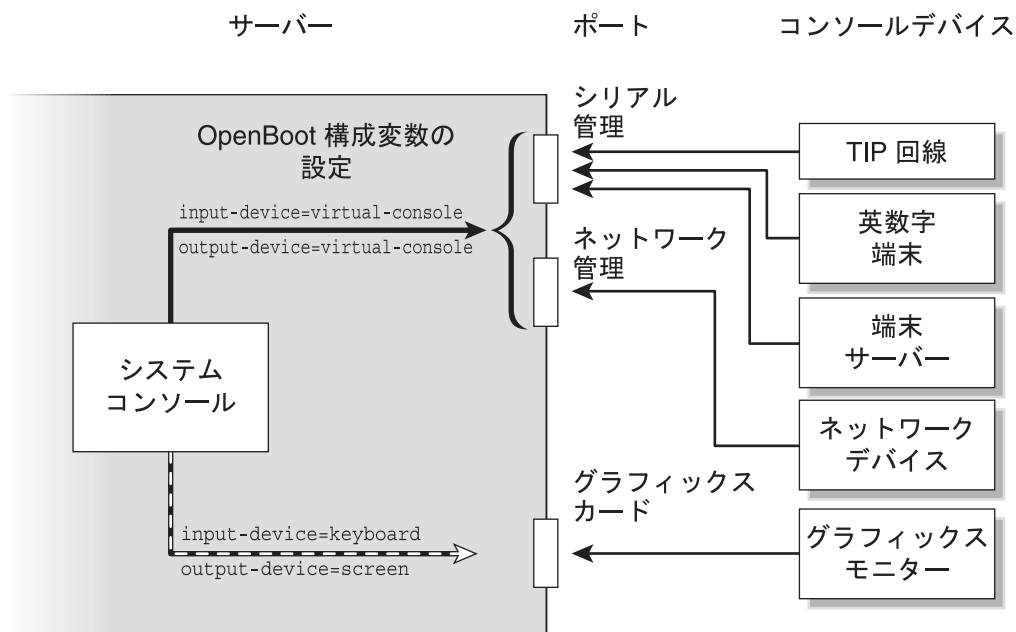 サーバー
ポート
コンソールデバイス
OpenBoot 構成変数の
設定
input-device=virtual-console
output-device=virtual-console
システム
コンソール
input-device=keyboard
output-device=screen
シリアル
管理
ネットワーク
管理
グラフィックス
カード
TIP 回線
英数字
端末
端末
サーバー
ネットワーク
デバイス
グラフィックス
モニター